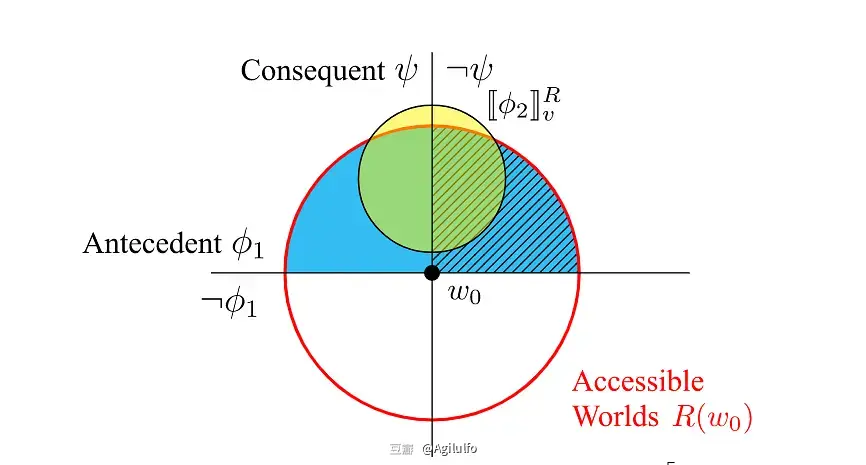 Consequent ψ ¬ψ
⟦ϕ₂⟧ᵥᴿ
Antecedent ϕ₁
¬ϕ₁
w₀
Accessible
Worlds R(w₀)
豆瓣 @Agilulfo